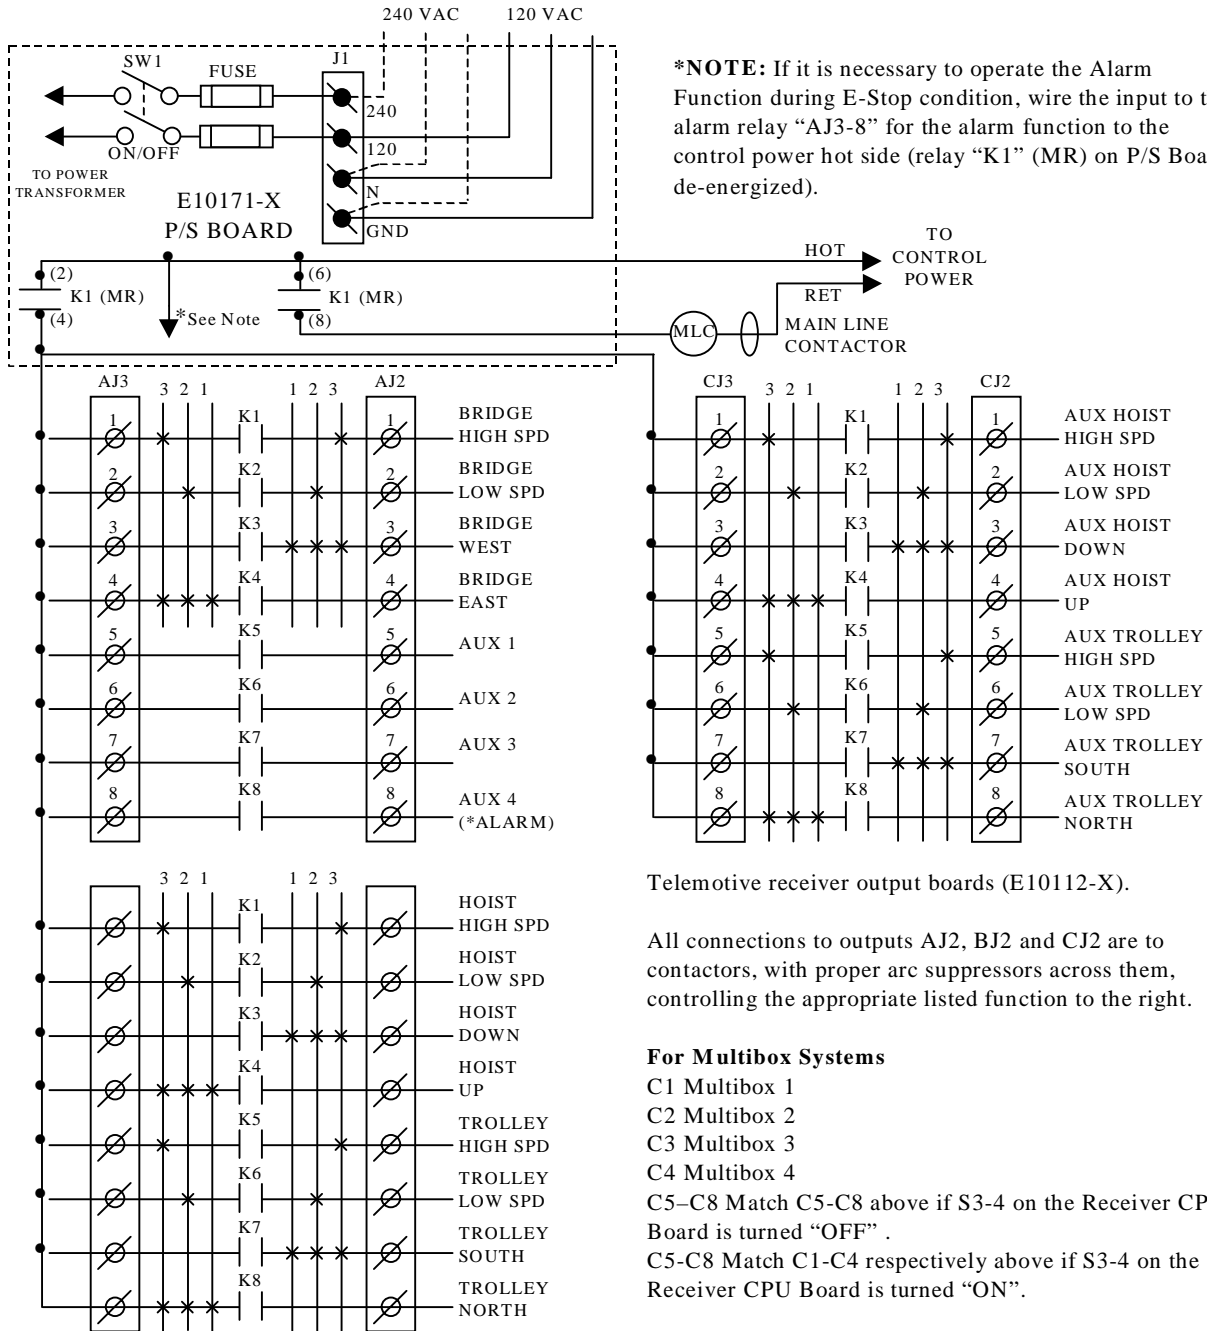 240 VAC 120 VAC
SW1 FUSE J1
240
120
N
GND
ON/OFF
TO POWER
TRANSFORMER
E10171-X
P/S BOARD
*NOTE: If it is necessary to operate the Alarm
Function during E-Stop condition, wire the input to t
alarm relay “AJ3-8” for the alarm function to the
control power hot side (relay “K1” (MR) on P/S Boa
de-energized).
(2) K1 (MR) (4)
*See Note
(6) K1 (MR) (8)
HOT
RET
TO
CONTROL
POWER
MLC
MAIN LINE
CONTACTOR
AJ3 3 2 1 1 2 3 AJ2
1 K1 1 BRIDGE
HIGH SPD
2 K2 2 BRIDGE
LOW SPD
3 K3 3 BRIDGE
WEST
4 K4 4 BRIDGE
EAST
5 K5 5 AUX 1
6 K6 6 AUX 2
7 K7 7 AUX 3
8 K8 8 AUX 4
(*ALARM)
CJ3 3 2 1 1 2 3 CJ2
1 K1 1 AUX HOIST
HIGH SPD
2 K2 2 AUX HOIST
LOW SPD
3 K3 3 AUX HOIST
DOWN
4 K4 4 AUX HOIST
UP
5 K5 5 AUX TROLLEY
HIGH SPD
6 K6 6 AUX TROLLEY
LOW SPD
7 K7 7 AUX TROLLEY
SOUTH
8 K8 8 AUX TROLLEY
NORTH
3 2 1 1 2 3
K1 HOIST
HIGH SPD
K2 HOIST
LOW SPD
K3 HOIST
DOWN
K4 HOIST
UP
K5 TROLLEY
HIGH SPD
K6 TROLLEY
LOW SPD
K7 TROLLEY
SOUTH
K8 TROLLEY
NORTH
Telemotive receiver output boards (E10112-X).
All connections to outputs AJ2, BJ2 and CJ2 are to
contactors, with proper arc suppressors across them,
controlling the appropriate listed function to the right.
For Multibox Systems
C1 Multibox 1
C2 Multibox 2
C3 Multibox 3
C4 Multibox 4
C5–C8 Match C5-C8 above if S3-4 on the Receiver CP
Board is turned “OFF” .
C5-C8 Match C1-C4 respectively above if S3-4 on the
Receiver CPU Board is turned “ON”.